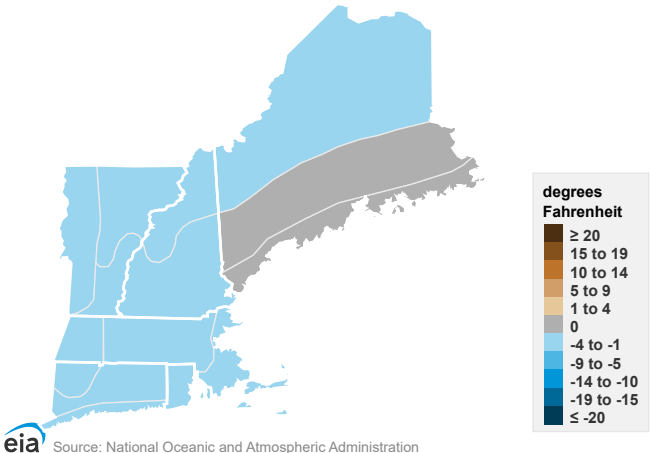 degrees
Fahrenheit
≥ 20
15 to 19
10 to 14
5 to 9
1 to 4
0
-4 to -1
-9 to -5
-14 to -10
-19 to -15
≤ -20
eia
Source: National Oceanic and Atmospheric Administration